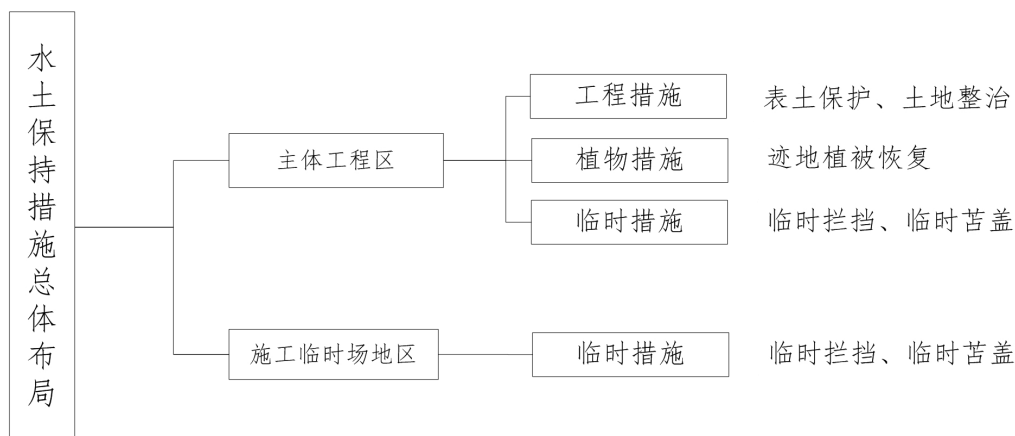 水土保持措施总体布局
主体工程区
工程措施
表土保护、土地整治
植物措施
迹地植被恢复
临时措施
临时拦挡、临时苫盖
施工临时场地区
临时措施
临时拦挡、临时苫盖